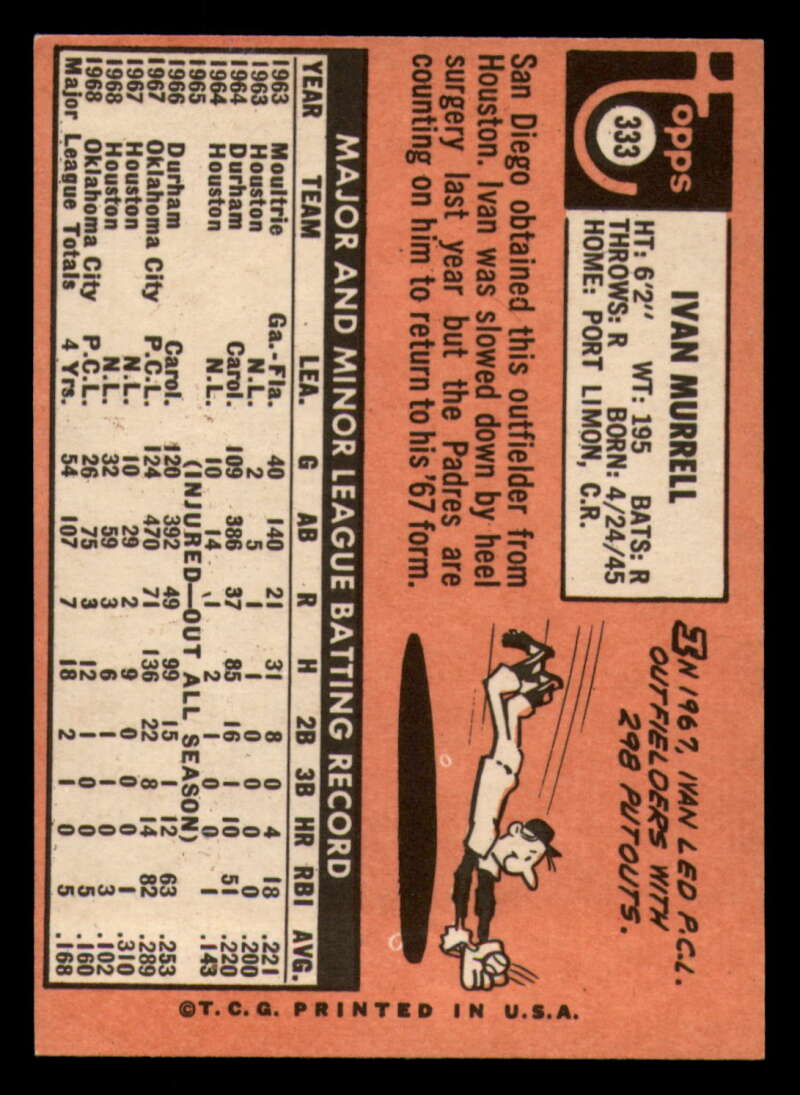 Topps
333
IVAN MURRELL
HT: 6'2" WT: 195 BATS: R
THROWS: R BORN: 4/24/45
HOME: PORT LIMON, C.R.
San Diego obtained this outfielder from
Houston. Ivan was slowed down by heel
surgery last year but the Padres are
counting on him to return to his '67 form.
IN 1967, IVAN LED P.C.L.
OUTFIELDERS WITH
298 PUTOUTS.
MAJOR AND MINOR LEAGUE BATTING RECORD
YEAR TEAM LEA. G AB R H 2B 3B HR RBI AVG.
1963 Moultrie Ga.-Fla. 40 140 21 31 8 0 4 18 .221
1963 Houston N.L. 2 5 1 1 0 0 0 0 .200
1964 Durham Carol. 109 386 37 85 16 1 10 51 .220
1964 Houston N.L. 10 14 1 2 1 0 0 1 .143
1965 (INJURED—OUT ALL SEASON)
1966 Durham Carol. 120 392 49 99 15 1 12 63 .253
1967 Oklahoma City P.C.L. 124 470 71 136 22 8 14 82 .289
1967 Houston N.L. 10 29 2 9 0 0 0 1 .310
1968 Houston N.L. 32 59 3 6 1 1 0 3 .102
1968 Oklahoma City P.C.L. 26 75 3 12 1 0 0 5 .160
Major League Totals 4 Yrs. 54 107 7 18 2 1 0 5 .168
©T.C.G. PRINTED IN U.S.A.